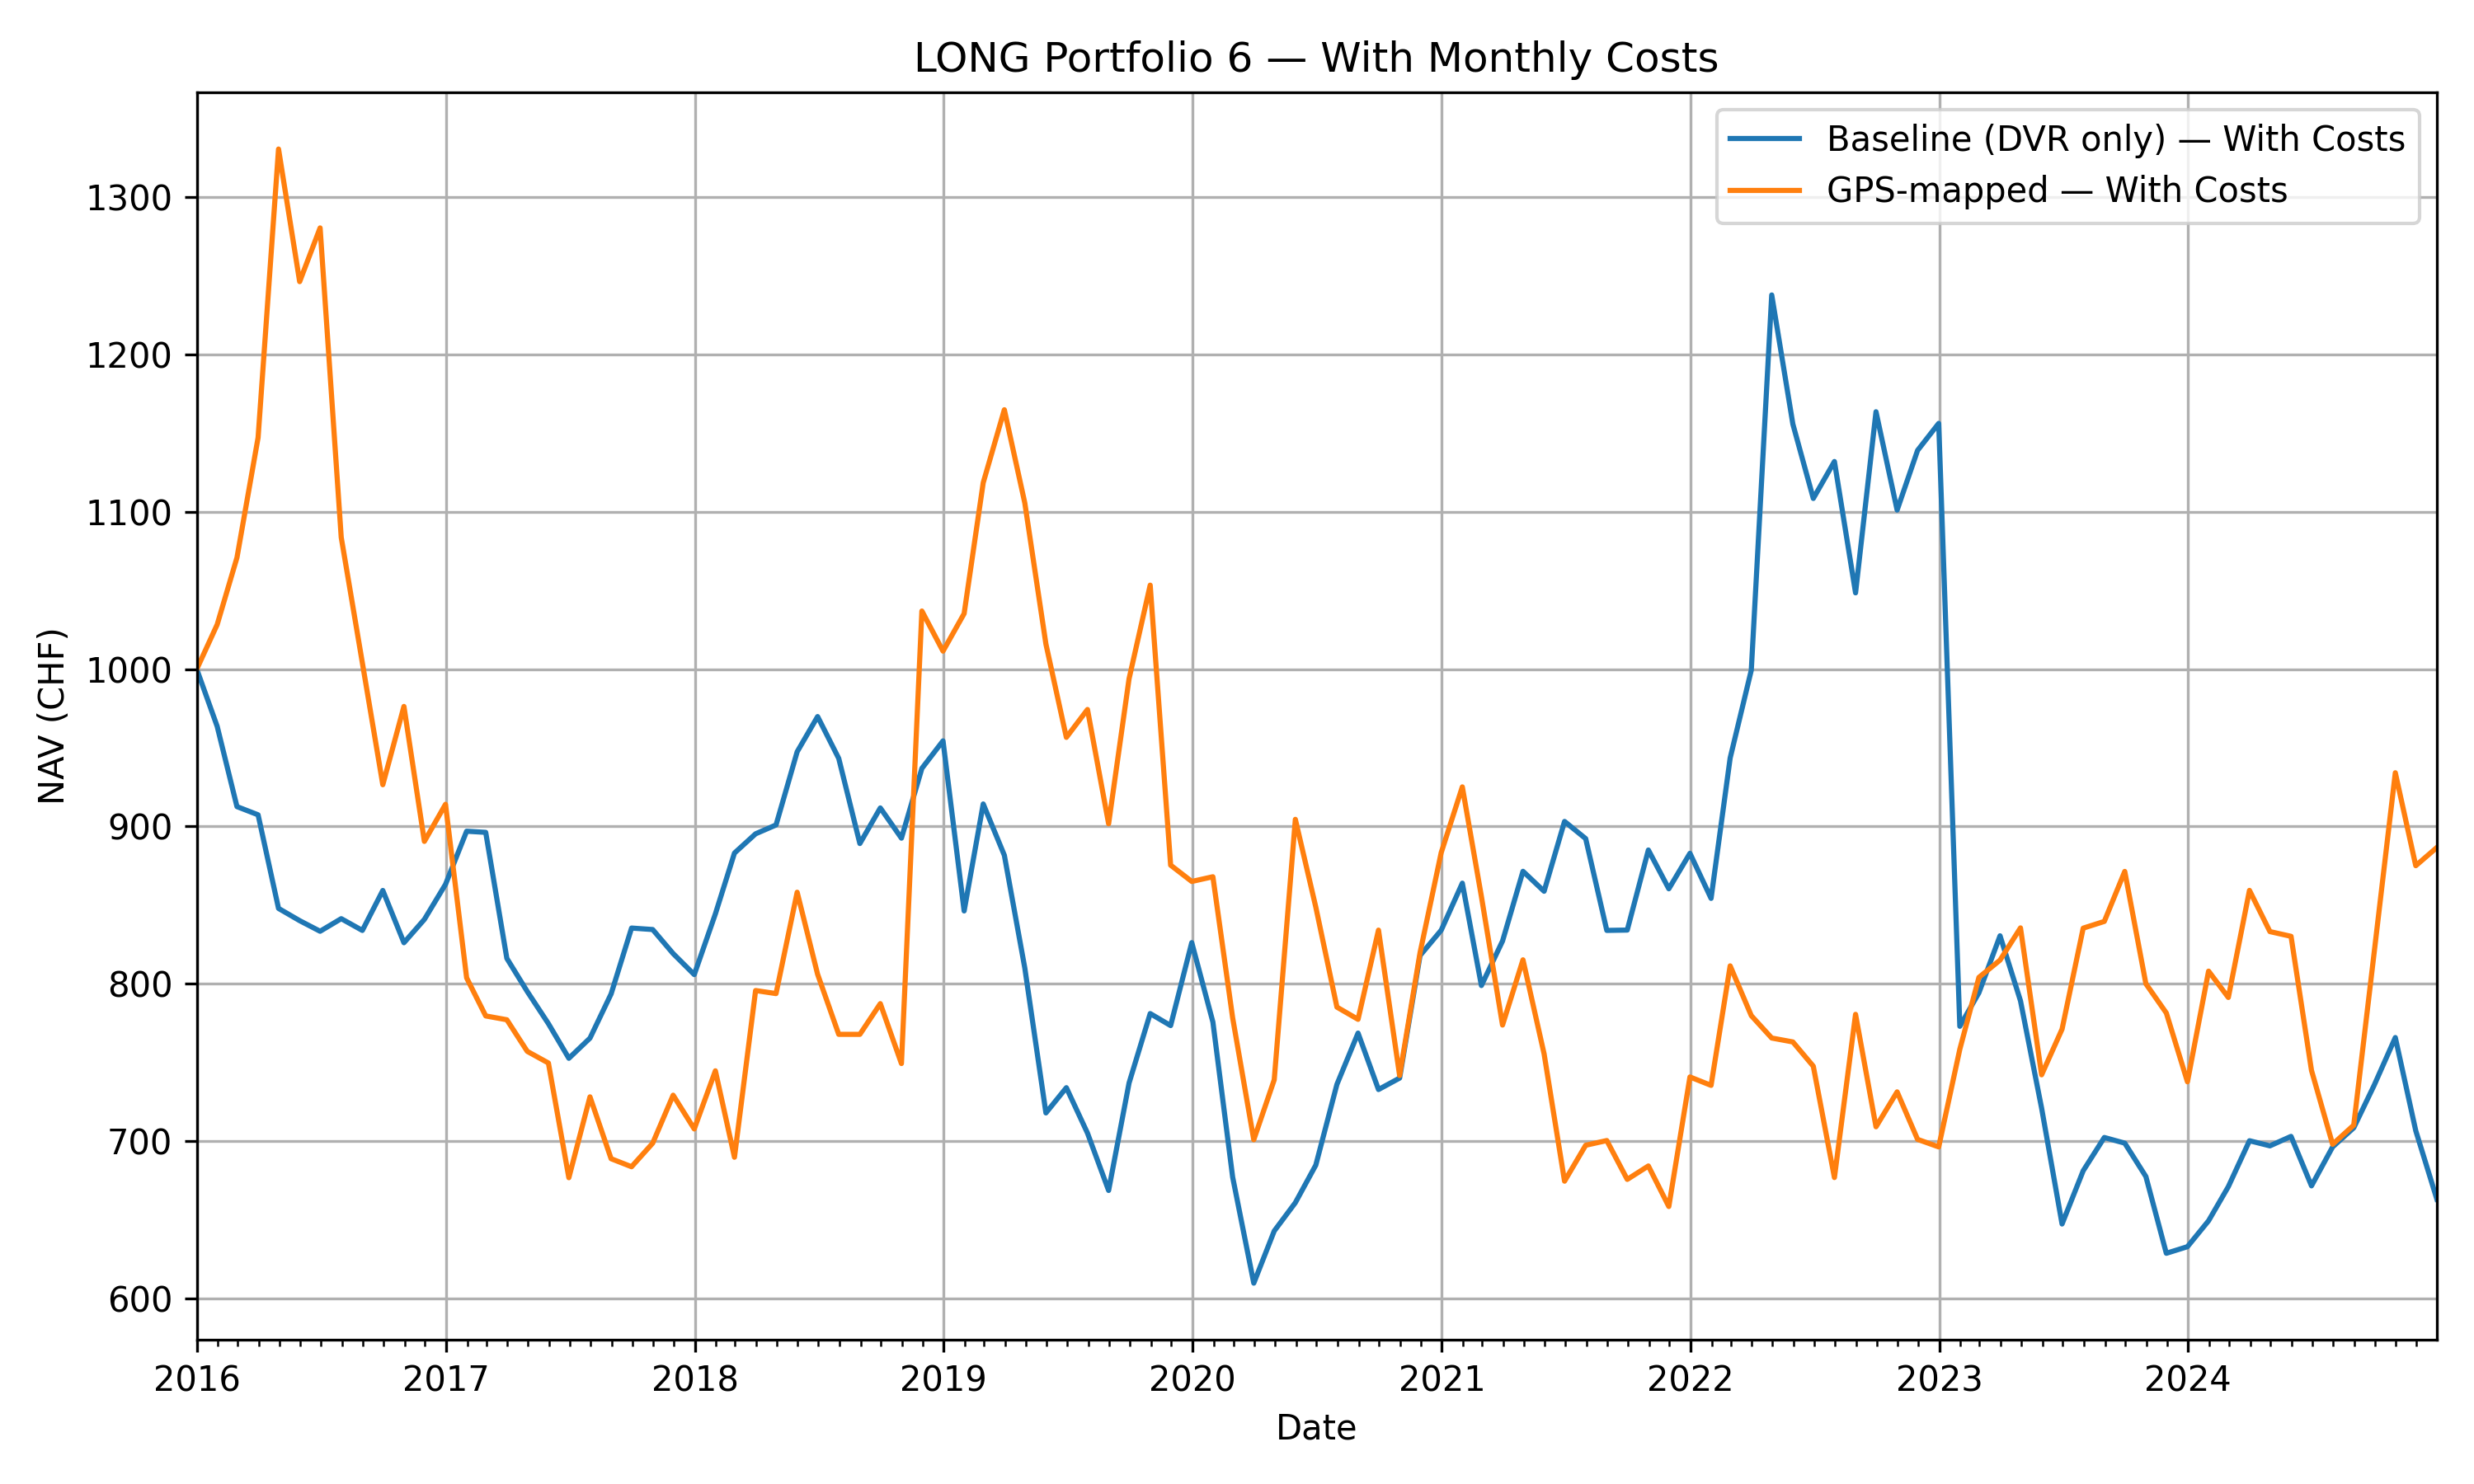 LONG Portfolio 6 — With Monthly Costs
Baseline (DVR only) — With Costs
GPS-mapped — With Costs
1300
1200
1100
1000
900
800
700
600
NAV (CHF)
2016 2017 2018 2019 2020 2021 2022 2023 2024
Date